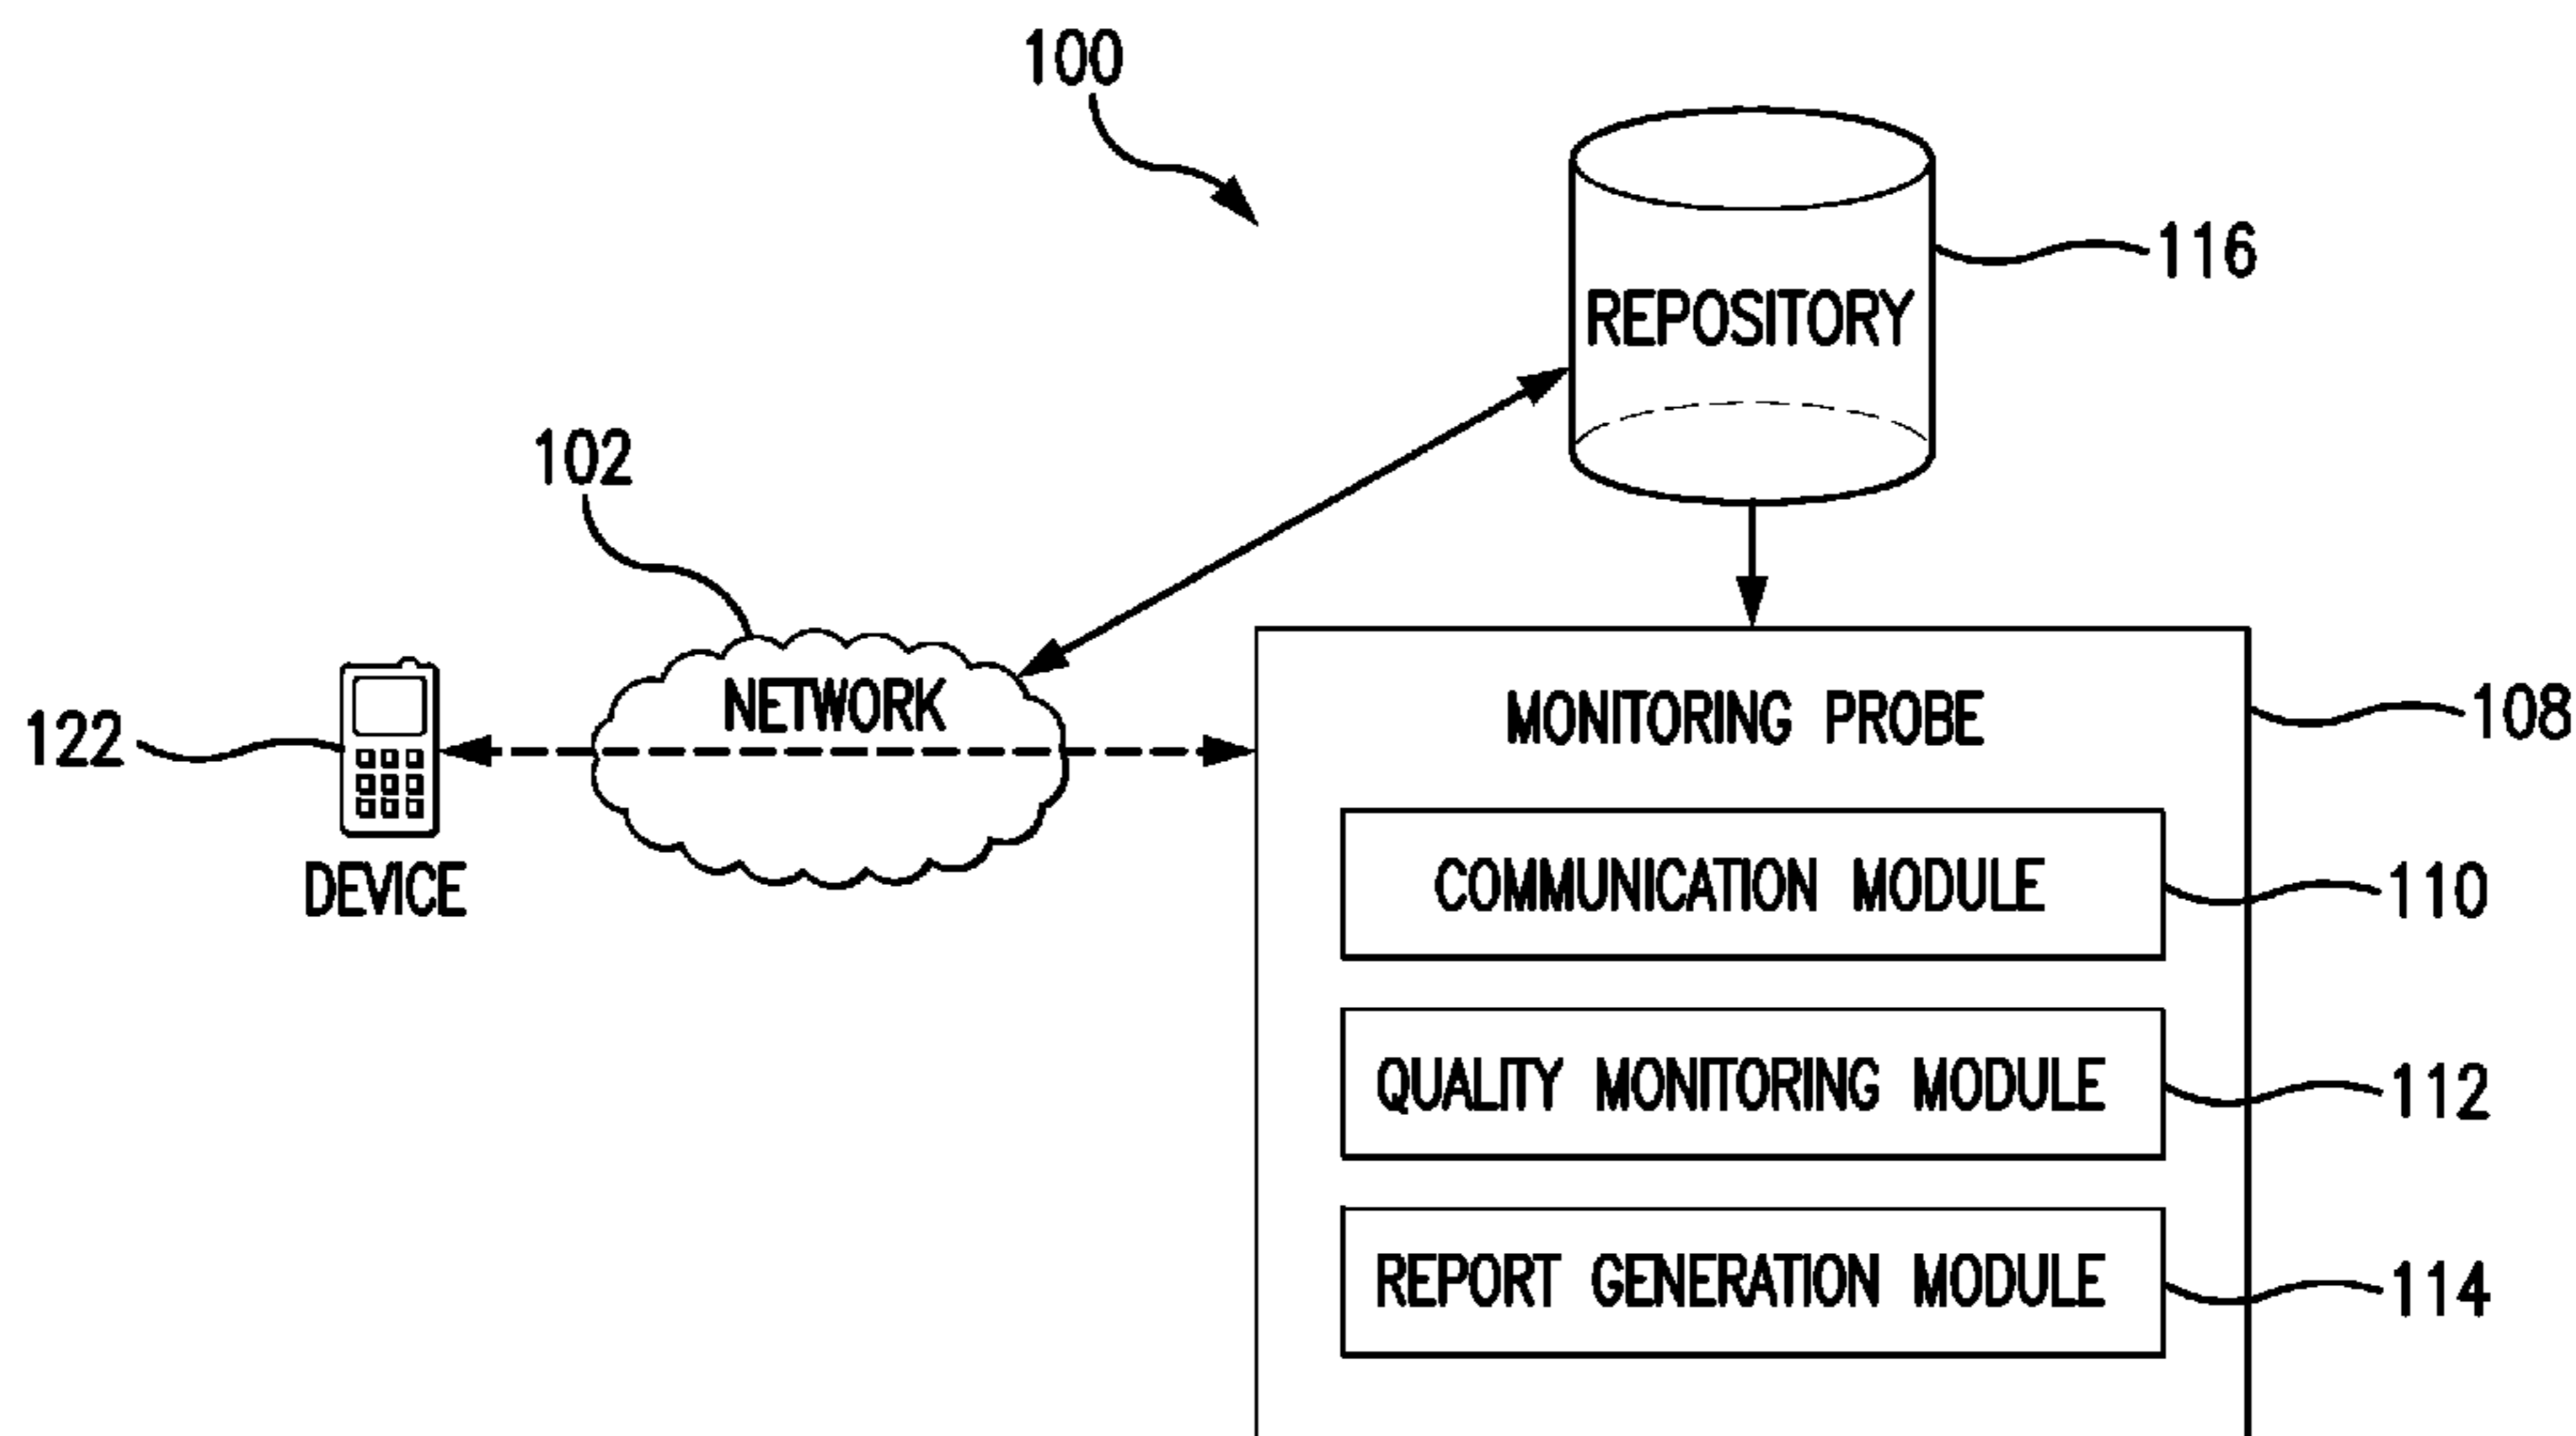 100
116
REPOSITORY
102
NETWORK
MONITORING PROBE
108
122
DEVICE
COMMUNICATION MODULE
110
QUALITY MONITORING MODULE
112
REPORT GENERATION MODULE
114